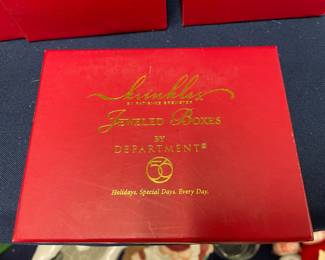 Krinkles
BY PATIENCE BREWSTER
JEWELED BOXES
BY
DEPARTMENT®
56
Holidays. Special Days. Every Day.